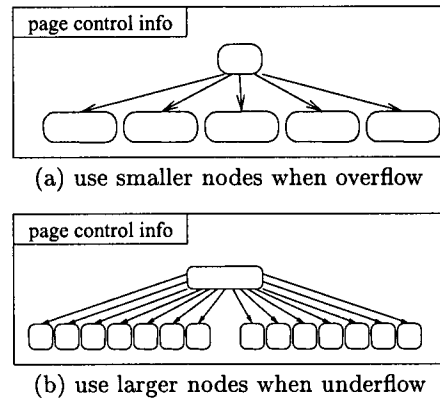 page control info
(a) use smaller nodes when overflow
page control info
(b) use larger nodes when underflow